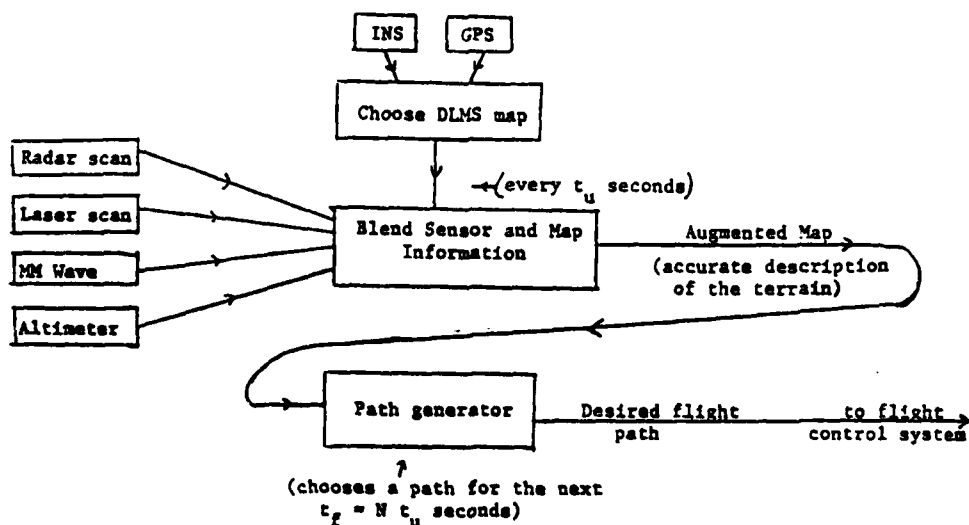 INS
GPS
Choose DLMS map
Radar scan
(every t_u seconds)
Laser scan
Blend Sensor and Map
Information
Augmented Map
(accurate description
of the terrain)
MM Wave
Altimeter
Path generator
Desired flight
path
to flight
control system
(chooses a path for the next
t_f = N t_u seconds)